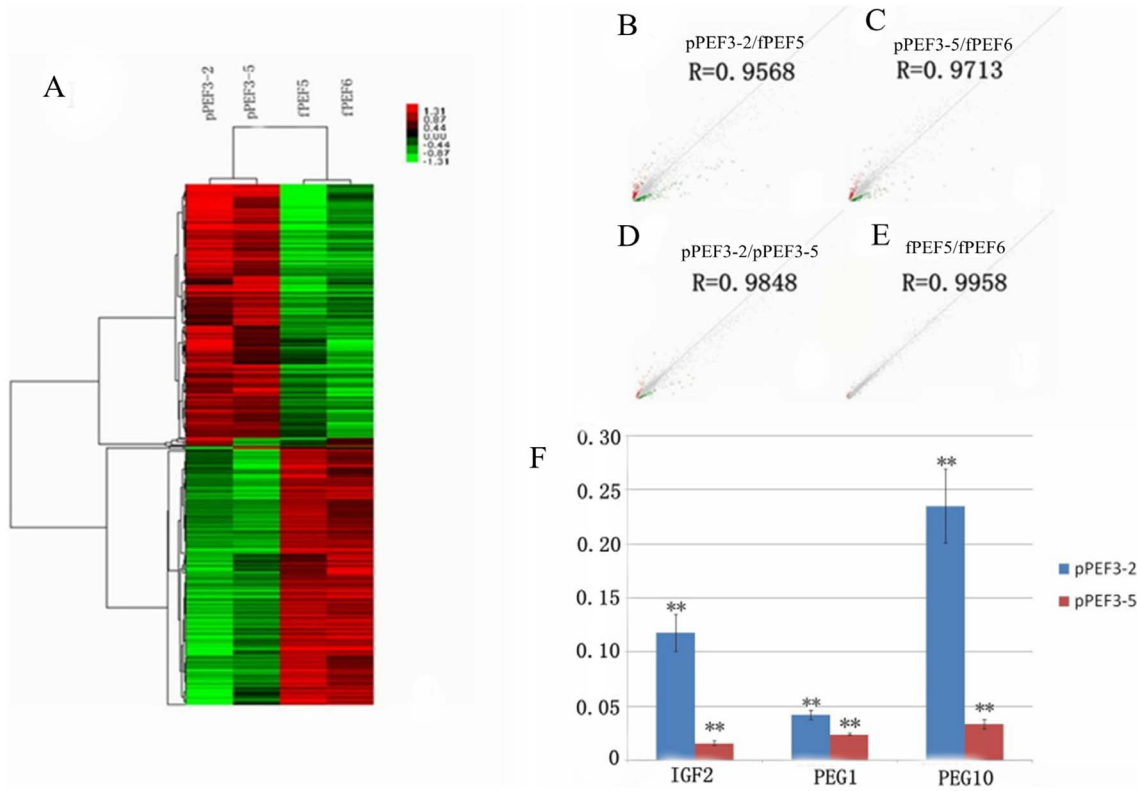 A
pPEF3-2
pPEF3-5
fPEF5
fPEF6
1.31
0.87
0.44
0.00
-0.44
-0.87
-1.31
B
pPEF3-2/fPEF5
R=0.9568
C
pPEF3-5/fPEF6
R=0.9713
D
pPEF3-2/pPEF3-5
R=0.9848
E
fPEF5/fPEF6
R=0.9958
F
0.30
0.25
0.20
0.15
0.10
0.05
0
**
**
**
**
**
**
IGF2
PEG1
PEG10
pPEF3-2
pPEF3-5